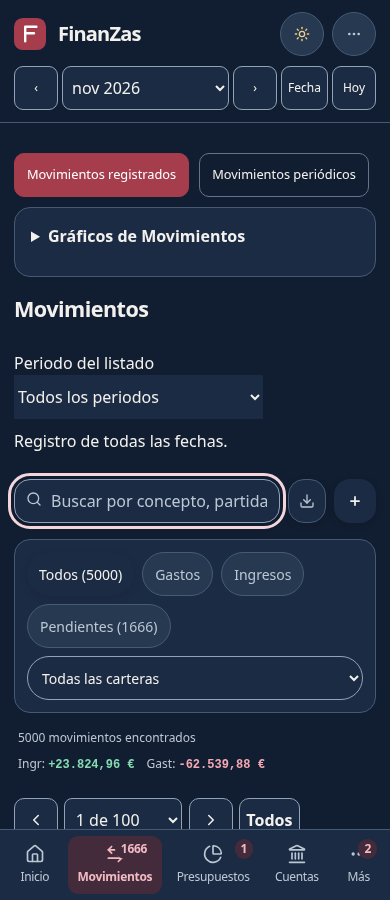 FinanZas
‹ nov 2026 › Fecha Hoy
Movimientos registrados Movimientos periódicos
Gráficos de Movimientos
Movimientos
Periodo del listado
Todos los periodos
Registro de todas las fechas.
Buscar por concepto, partida
Todos (5000) Gastos Ingresos
Pendientes (1666)
Todas las carteras
5000 movimientos encontrados
Ingr: +23.824,96 € Gast: -62.539,88 €
1 de 100 Todos
1666 1 2
Inicio Movimientos Presupuestos Cuentas Más